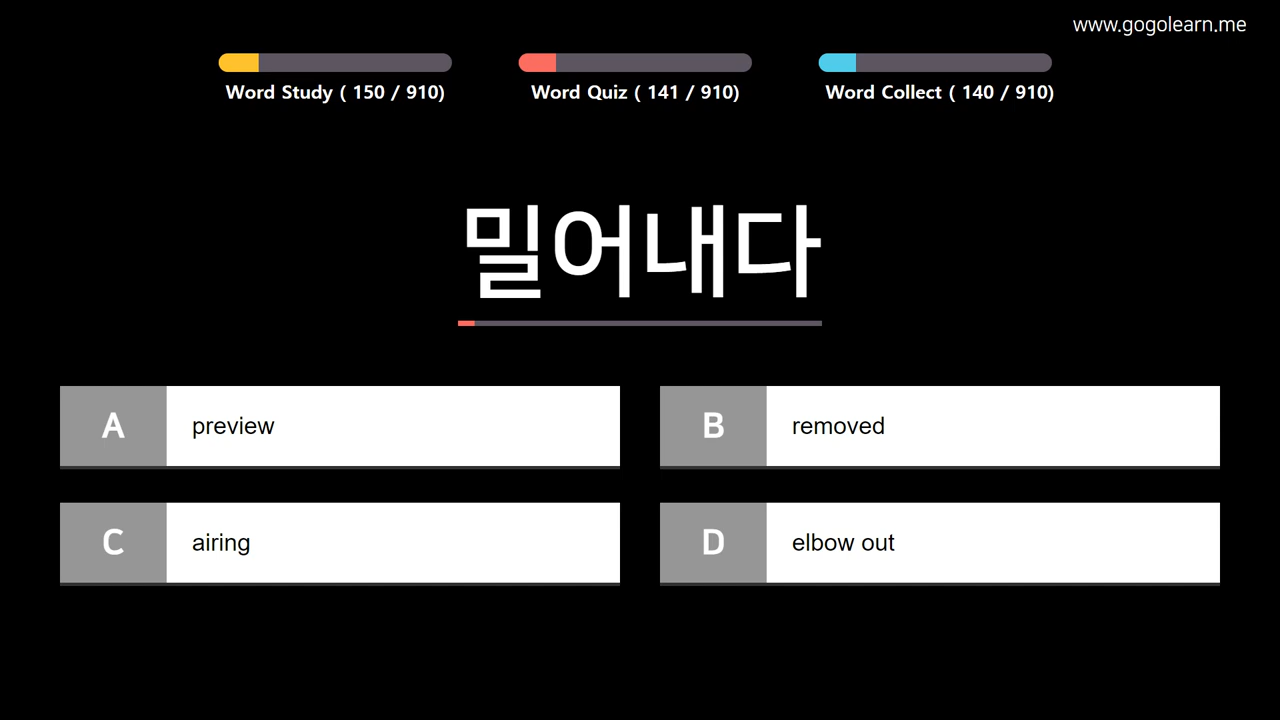 www.gogolearn.me
Word Study ( 150 / 910)
Word Quiz ( 141 / 910)
Word Collect ( 140 / 910)
밀어내다
A preview
B removed
C airing
D elbow out